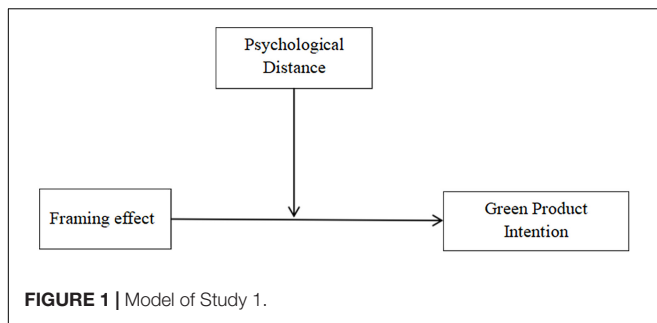 Psychological
Distance
Framing effect
Green Product
Intention
FIGURE 1 | Model of Study 1.